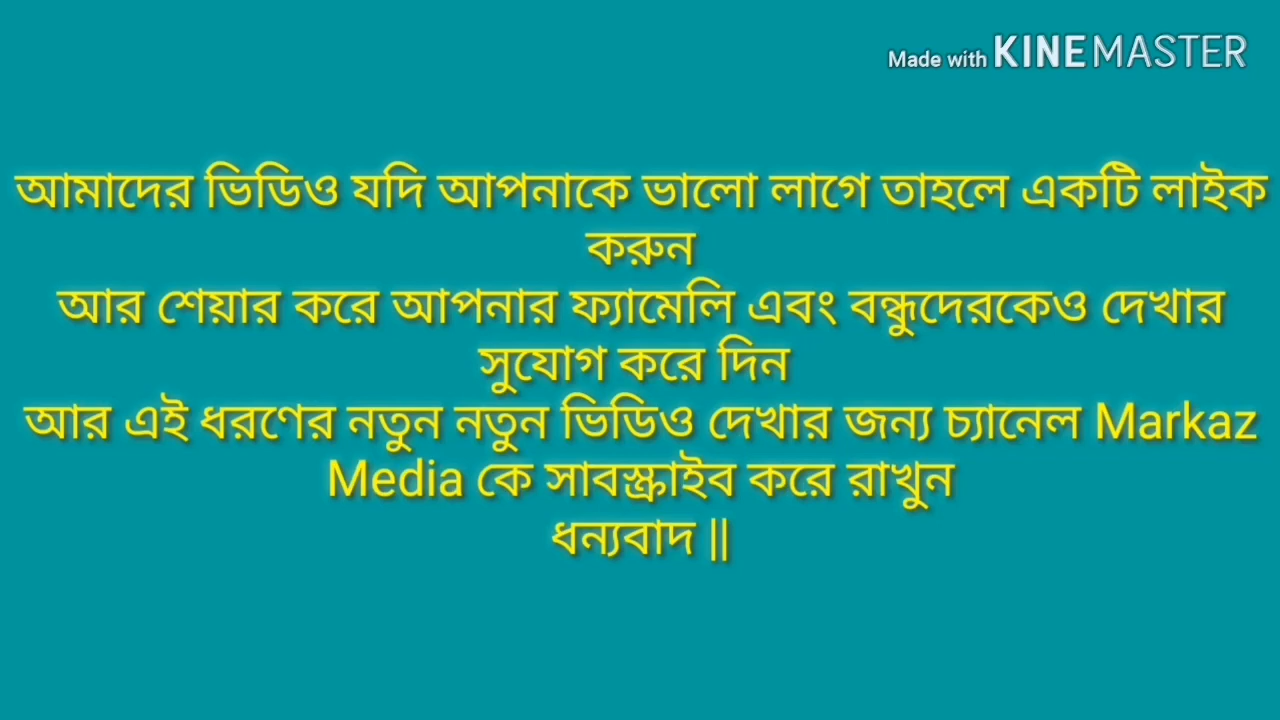 Made with KINEMASTER
আমাদের ভিডিও যদি আপনাকে ভালো লাগে তাহলে একটি লাইক
করুন
আর শেয়ার করে আপনার ফ্যামেলি এবং বন্ধুদেরকেও দেখার
সুযোগ করে দিন
আর এই ধরণের নতুন নতুন ভিডিও দেখার জন্য চ্যানেল Markaz
Media কে সাবস্ক্রাইব করে রাখুন
ধন্যবাদ ||